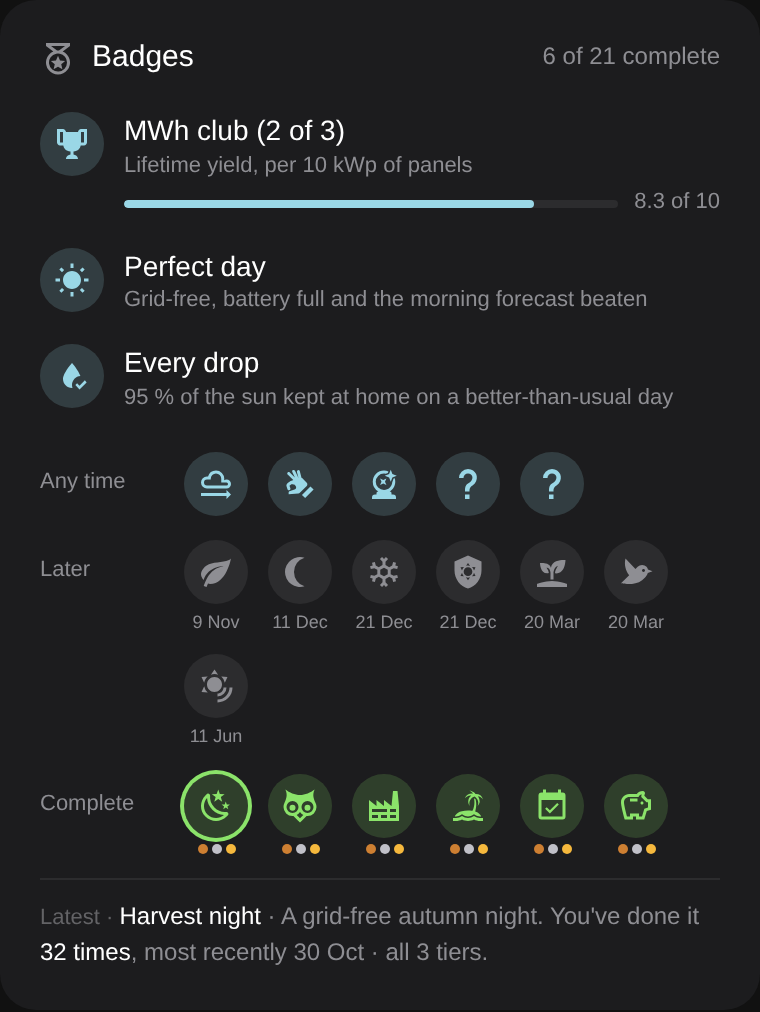 Badges
6 of 21 complete
MWh club (2 of 3)
Lifetime yield, per 10 kWp of panels
8.3 of 10
Perfect day
Grid-free, battery full and the morning forecast beaten
Every drop
95 % of the sun kept at home on a better-than-usual day
Any time
? ?
Later
9 Nov 11 Dec 21 Dec 21 Dec 20 Mar 20 Mar
11 Jun
Complete
Latest · Harvest night · A grid-free autumn night. You've done it
32 times, most recently 30 Oct · all 3 tiers.